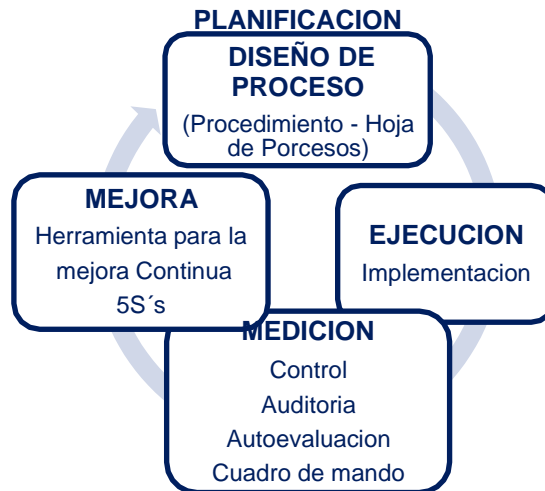 PLANIFICACION
DISEÑO DE
PROCESO
(Procedimiento - Hoja
de Porcesos)
EJECUCION
Implementacion
MEDICION
Control
Auditoria
Autoevaluacion
Cuadro de mando
MEJORA
Herramienta para la
mejora Continua
5S´s